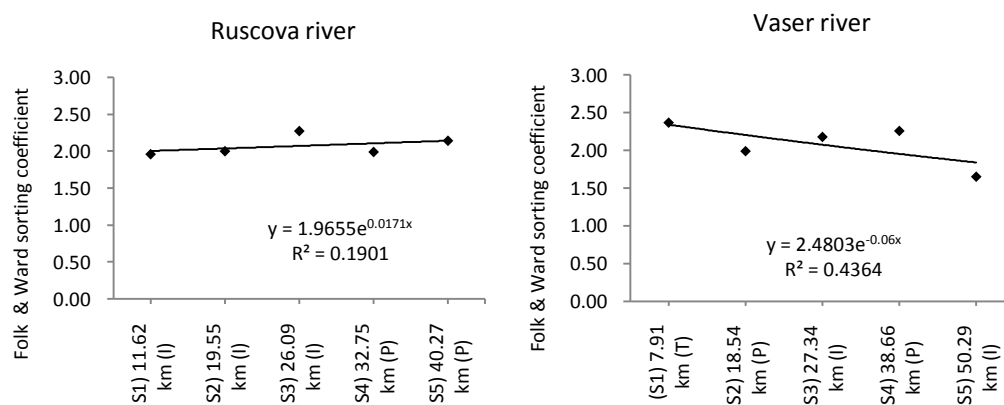 Ruscova river
Folk & Ward sorting coefficient
3.00
2.50
2.00
1.50
1.00
0.50
0.00
y = 1.9655e^0.0171x
R² = 0.1901
S1) 11.62
km (I)
S2) 19.55
km (I)
S3) 26.09
km (I)
S4) 32.75
km (P)
S5) 40.27
km (P)
Vaser river
Folk & Ward sorting coefficient
3.00
2.50
2.00
1.50
1.00
0.50
0.00
y = 2.4803e^-0.06x
R² = 0.4364
(S1) 7.91
km (T)
S2) 18.54
km (P)
S3) 27.34
km (I)
S4) 38.66
km (P)
S5) 50.29
km (I)